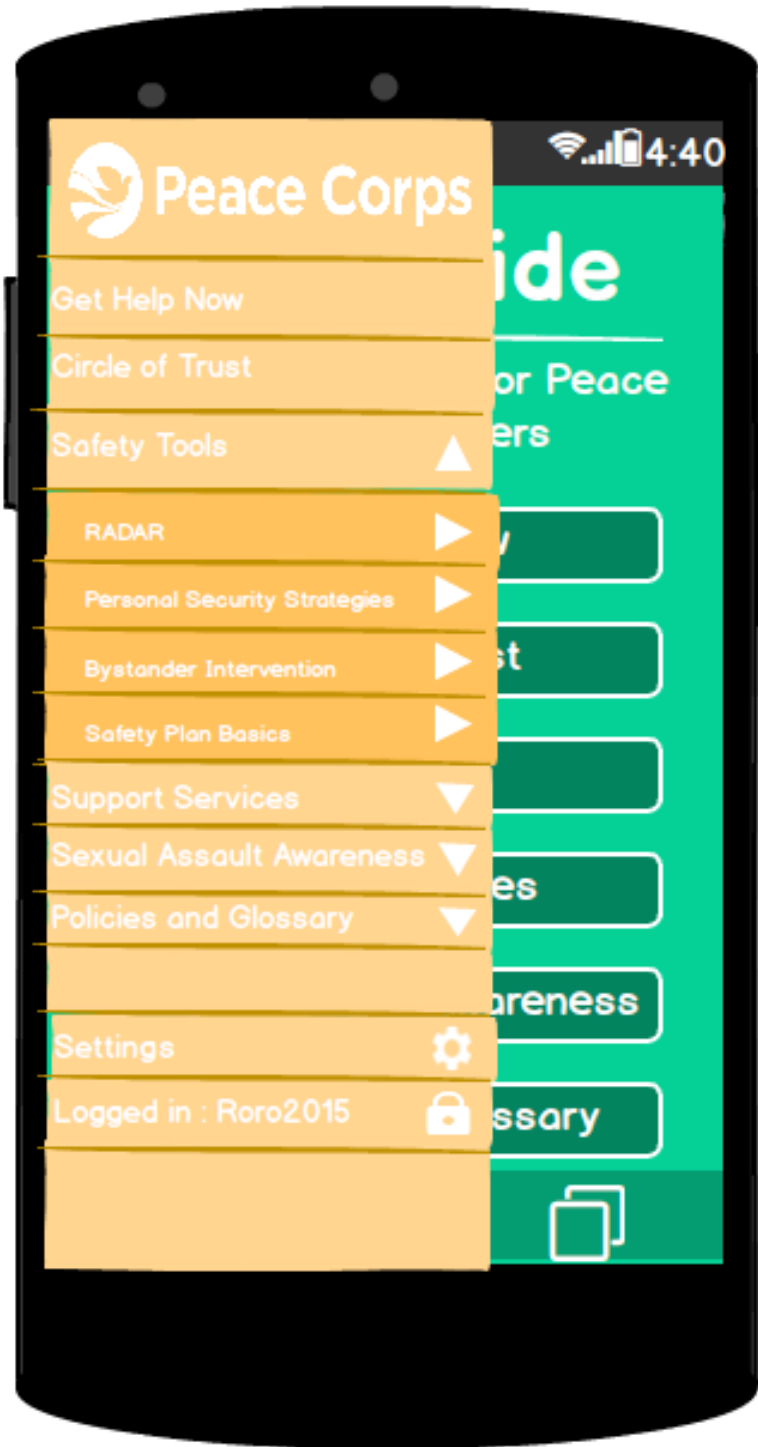 4:40
Peace Corps
Get Help Now
Circle of Trust
Safety Tools
RADAR
Personal Security Strategies
Bystander Intervention
Safety Plan Basics
Support Services
Sexual Assault Awareness
Policies and Glossary
Settings
Logged in : Roro2015
ide
or Peace
ers
st
es
areness
ssary